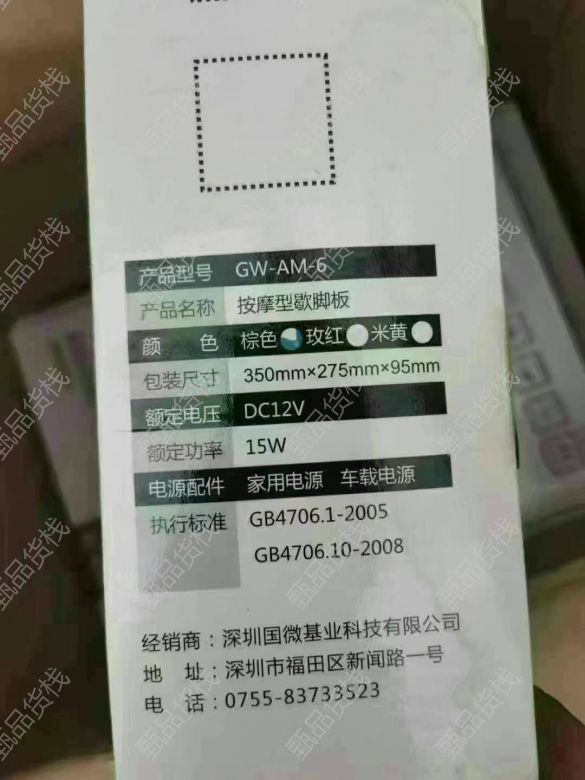 产品型号 GW-AM-6
产品名称 按摩型歇脚板
颜 色 棕色 玫红 米黄
包装尺寸 350mm×275mm×95mm
额定电压 DC12V
额定功率 15W
电源配件 家用电源 车载电源
执行标准 GB4706.1-2005
GB4706.10-2008
经销商：深圳国微基业科技有限公司
地 址：深圳市福田区新闻路一号
电 话：0755-83733523
甄品货栈